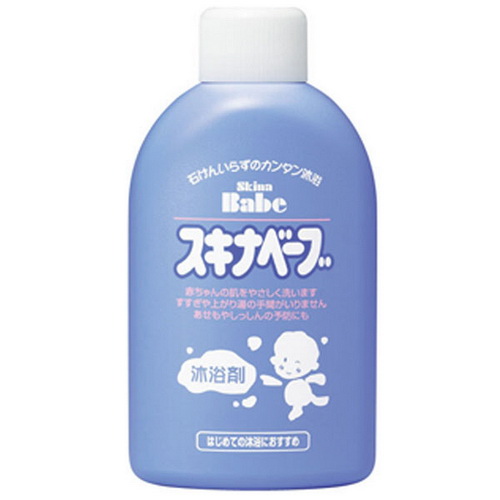 石けんいらずのカンタン沐浴
Skina
Babe
スキナベーブ
赤ちゃんの肌をやさしく洗います
すすぎや上がり湯の手間がいりません
あせもやしっしんの予防にも
沐浴剤
はじめての沐浴におすすめ